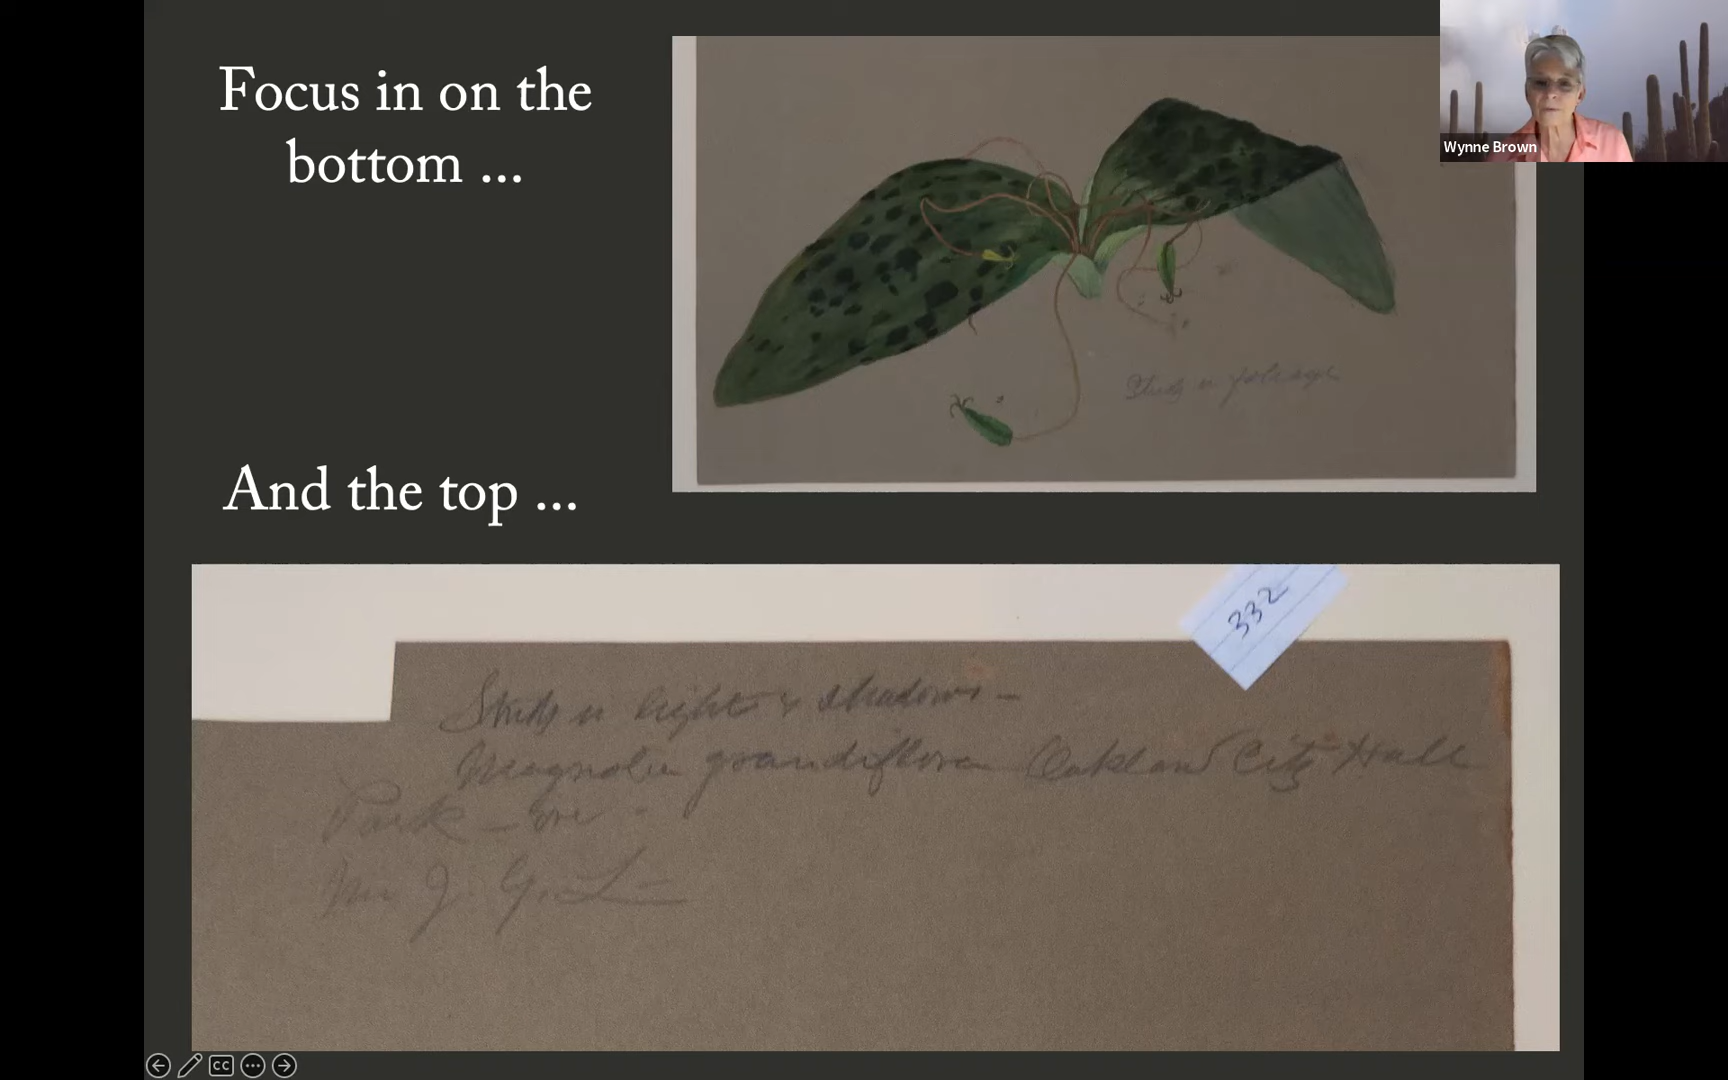 Focus in on the
bottom ...
Wynne Brown
Study in foliage
And the top ...
332
Study in light & shadows -
Magnolia grandiflora Oakland City Hall
Park -
CC